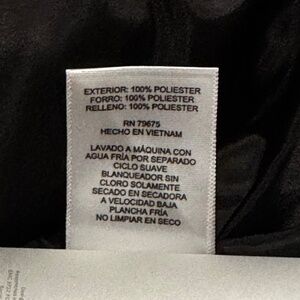 EXTERIOR: 100% POLIESTER
FORRO: 100% POLIESTER
RELLENO: 100% POLIESTER
RN 79675
HECHO EN VIETNAM
LAVADO A MÁQUINA CON
AGUA FRÍA POR SEPARADO
CICLO SUAVE
BLANQUEADOR SIN
CLORO SOLAMENTE
SECADO EN SECADORA
A VELOCIDAD BAJA
PLANCHA FRÍA
NO LIMPIAR EN SECO